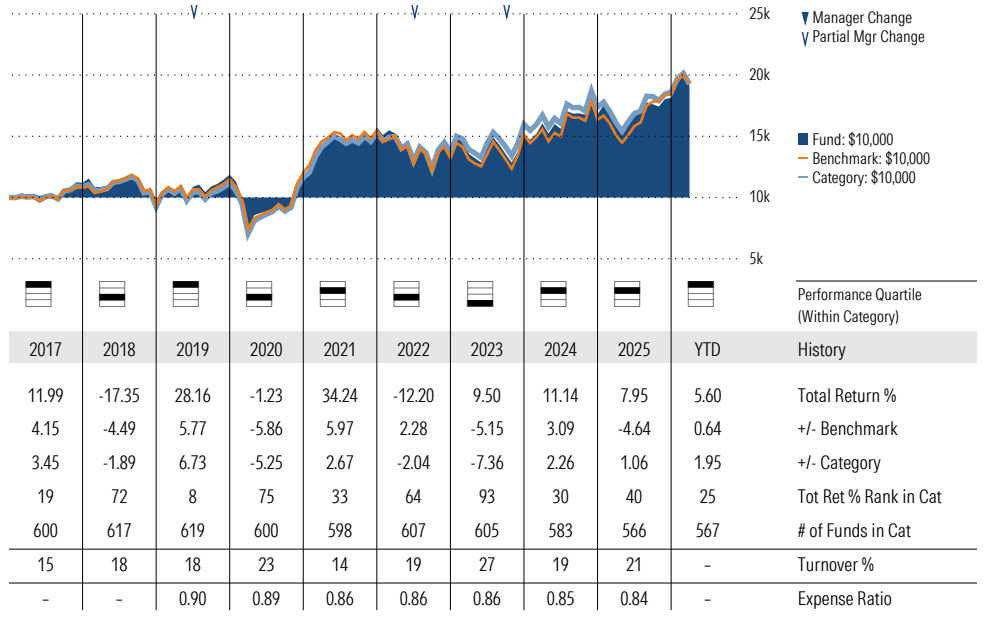 25k
Manager Change
Partial Mgr Change
20k
15k
Fund: $10,000
Benchmark: $10,000
Category: $10,000
10k
5k
Performance Quartile
(Within Category)
2017 2018 2019 2020 2021 2022 2023 2024 2025 YTD History
11.99 -17.35 28.16 -1.23 34.24 -12.20 9.50 11.14 7.95 5.60 Total Return %
4.15 -4.49 5.77 -5.86 5.97 2.28 -5.15 3.09 -4.64 0.64 +/- Benchmark
3.45 -1.89 6.73 -5.25 2.67 -2.04 -7.36 2.26 1.06 1.95 +/- Category
19 72 8 75 33 64 93 30 40 25 Tot Ret % Rank in Cat
600 617 619 600 598 607 605 583 566 567 # of Funds in Cat
15 18 18 23 14 19 27 19 21 – Turnover %
– – 0.90 0.89 0.86 0.86 0.86 0.85 0.84 – Expense Ratio